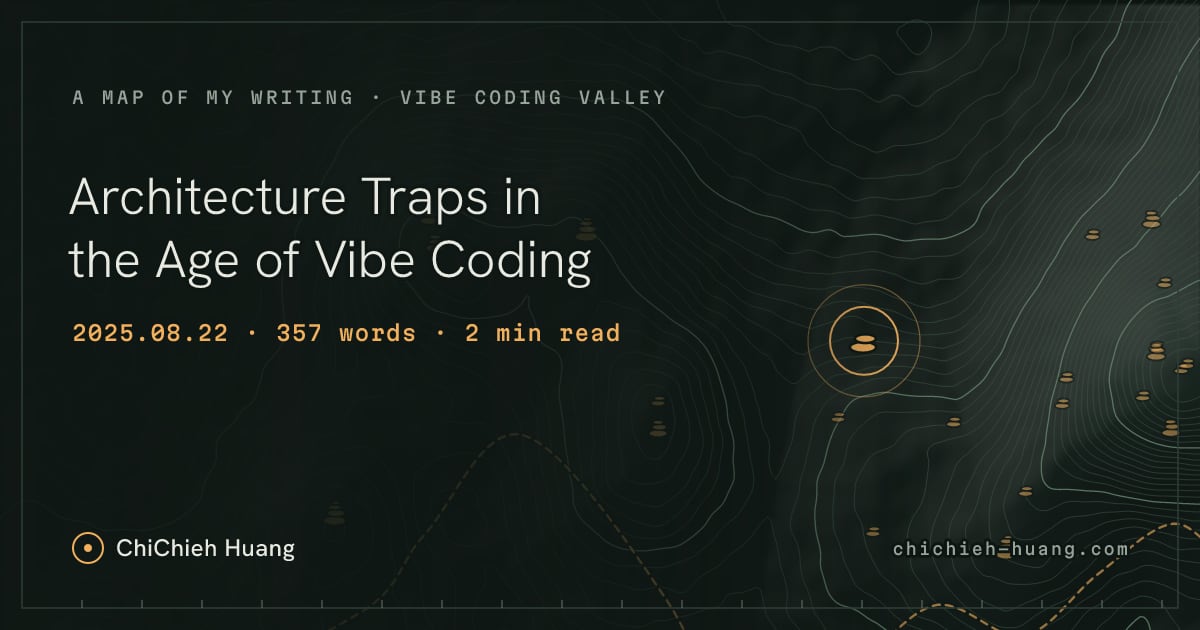 A MAP OF MY WRITING · VIBE CODING VALLEY
Architecture Traps in
the Age of Vibe Coding
2025.08.22 · 357 words · 2 min read
ChiChieh Huang
chichieh-huang.com